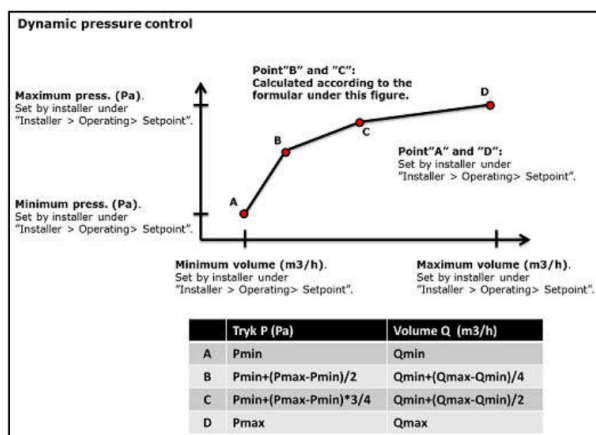 Dynamic pressure control
Maximum press. (Pa).
Set by installer under
"Installer > Operating> Setpoint".
Point"B" and "C":
Calculated according to the
formular under this figure.
D
C
B
Point"A" and "D":
Set by installer under
"Installer > Operating> Setpoint".
A
Minimum press. (Pa).
Set by installer under
"Installer > Operating> Setpoint".
Minimum volume (m3/h).
Set by installer under
"Installer > Operating> Setpoint".
Maximum volume (m3/h).
Set by installer under
"Installer > Operating> Setpoint".
Tryk P (Pa) Volume Q (m3/h)
A Pmin Qmin
B Pmin+(Pmax-Pmin)/2 Qmin+(Qmax-Qmin)/4
C Pmin+(Pmax-Pmin)*3/4 Qmin+(Qmax-Qmin)/2
D Pmax Qmax